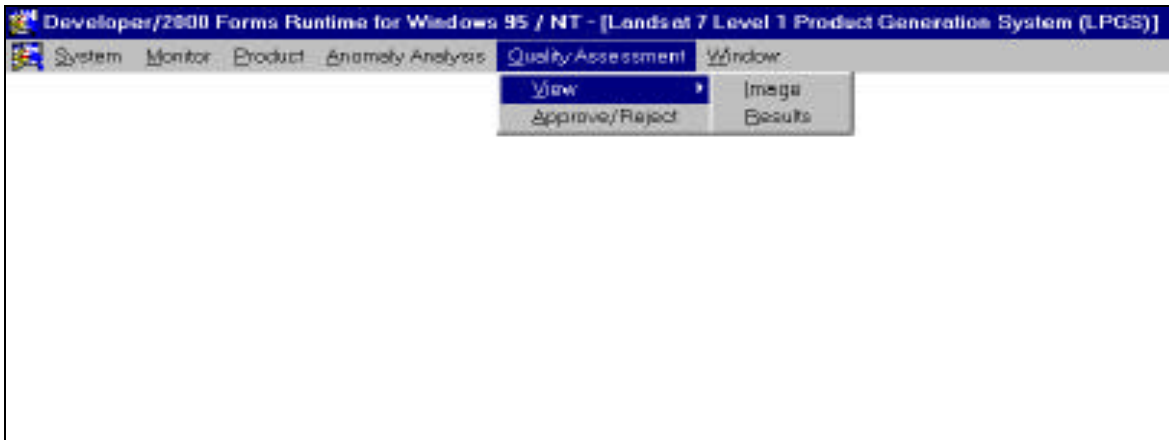 Developer/2000 Forms Runtime for Windows 95 / NT - [Landsat 7 Level 1 Product Generation System (LPGS)]
System Monitor Product Anomaly Analysis Quality Assessment Window
View Image
Approve/Reject Results